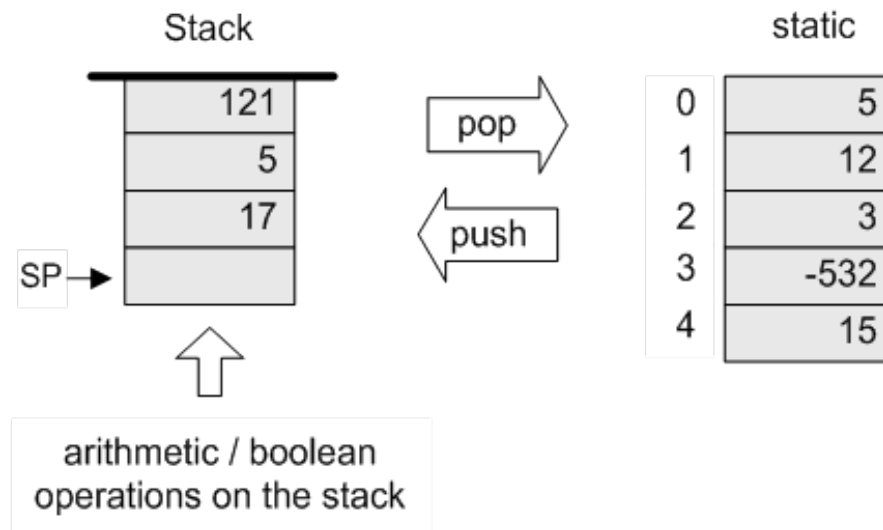 Stack
121
5
17
SP
pop
push
static
0 5
1 12
2 3
3 -532
4 15
arithmetic / boolean
operations on the stack